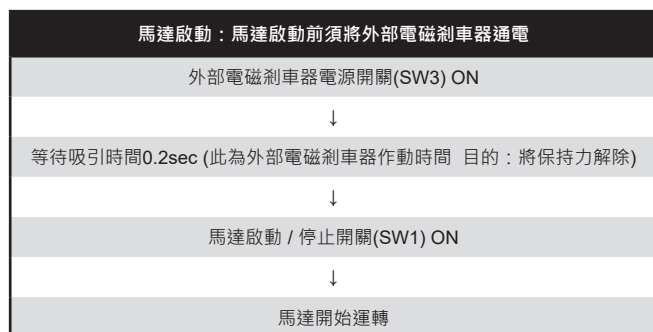 馬達啟動：馬達啟動前須將外部電磁剎車器通電
外部電磁剎車器電源開關(SW3) ON
↓
等待吸引時間0.2sec (此為外部電磁剎車器作動時間 目的：將保持力解除)
↓
馬達啟動 / 停止開關(SW1) ON
↓
馬達開始運轉